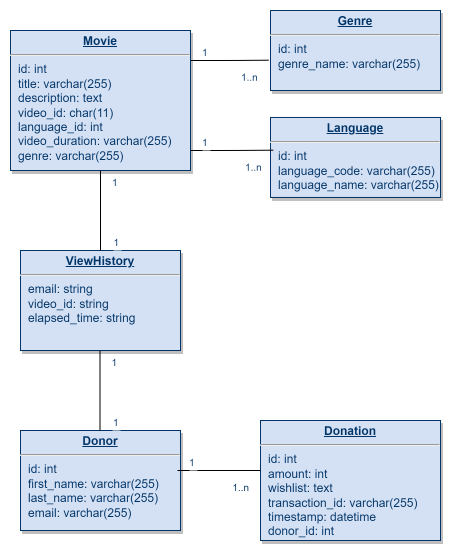 Movie
id: int
title: varchar(255)
description: text
video_id: char(11)
language_id: int
video_duration: varchar(255)
genre: varchar(255)
1
1..n
Genre
id: int
genre_name: varchar(255)
1
1..n
Language
id: int
language_code: varchar(255)
language_name: varchar(255)
1
1
ViewHistory
email: string
video_id: string
elapsed_time: string
1
1
Donor
id: int
first_name: varchar(255)
last_name: varchar(255)
email: varchar(255)
1
1..n
Donation
id: int
amount: int
wishlist: text
transaction_id: varchar(255)
timestamp: datetime
donor_id: int